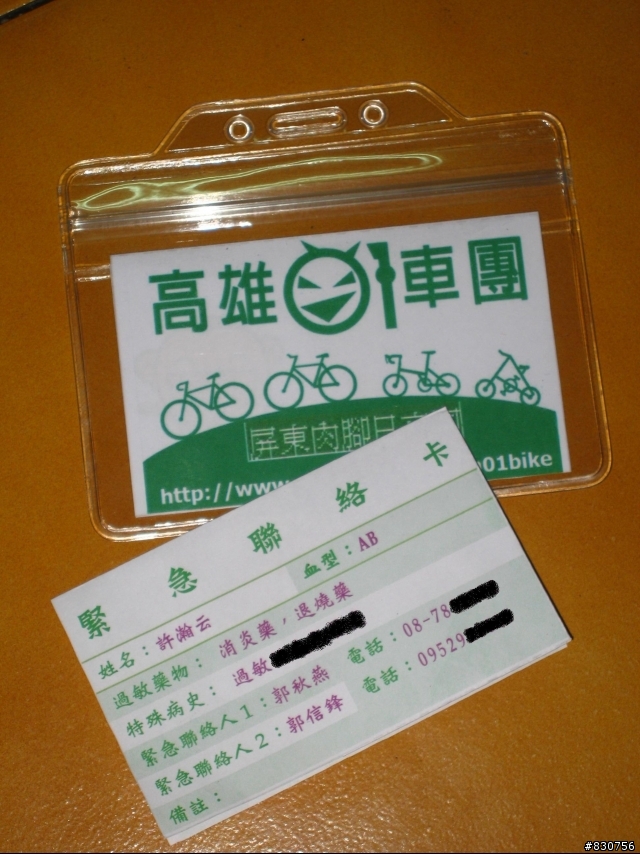 高雄 車團
屏東肉腳
http://www 01bike
緊急聯絡卡
姓名：許瀚云 血型：AB
過敏藥物：消炎藥，退燒藥
特殊病史：過敏
緊急聯絡人1：郭秋燕 電話：08-78
緊急聯絡人2：郭信鋒 電話：09529
備註：
#830756